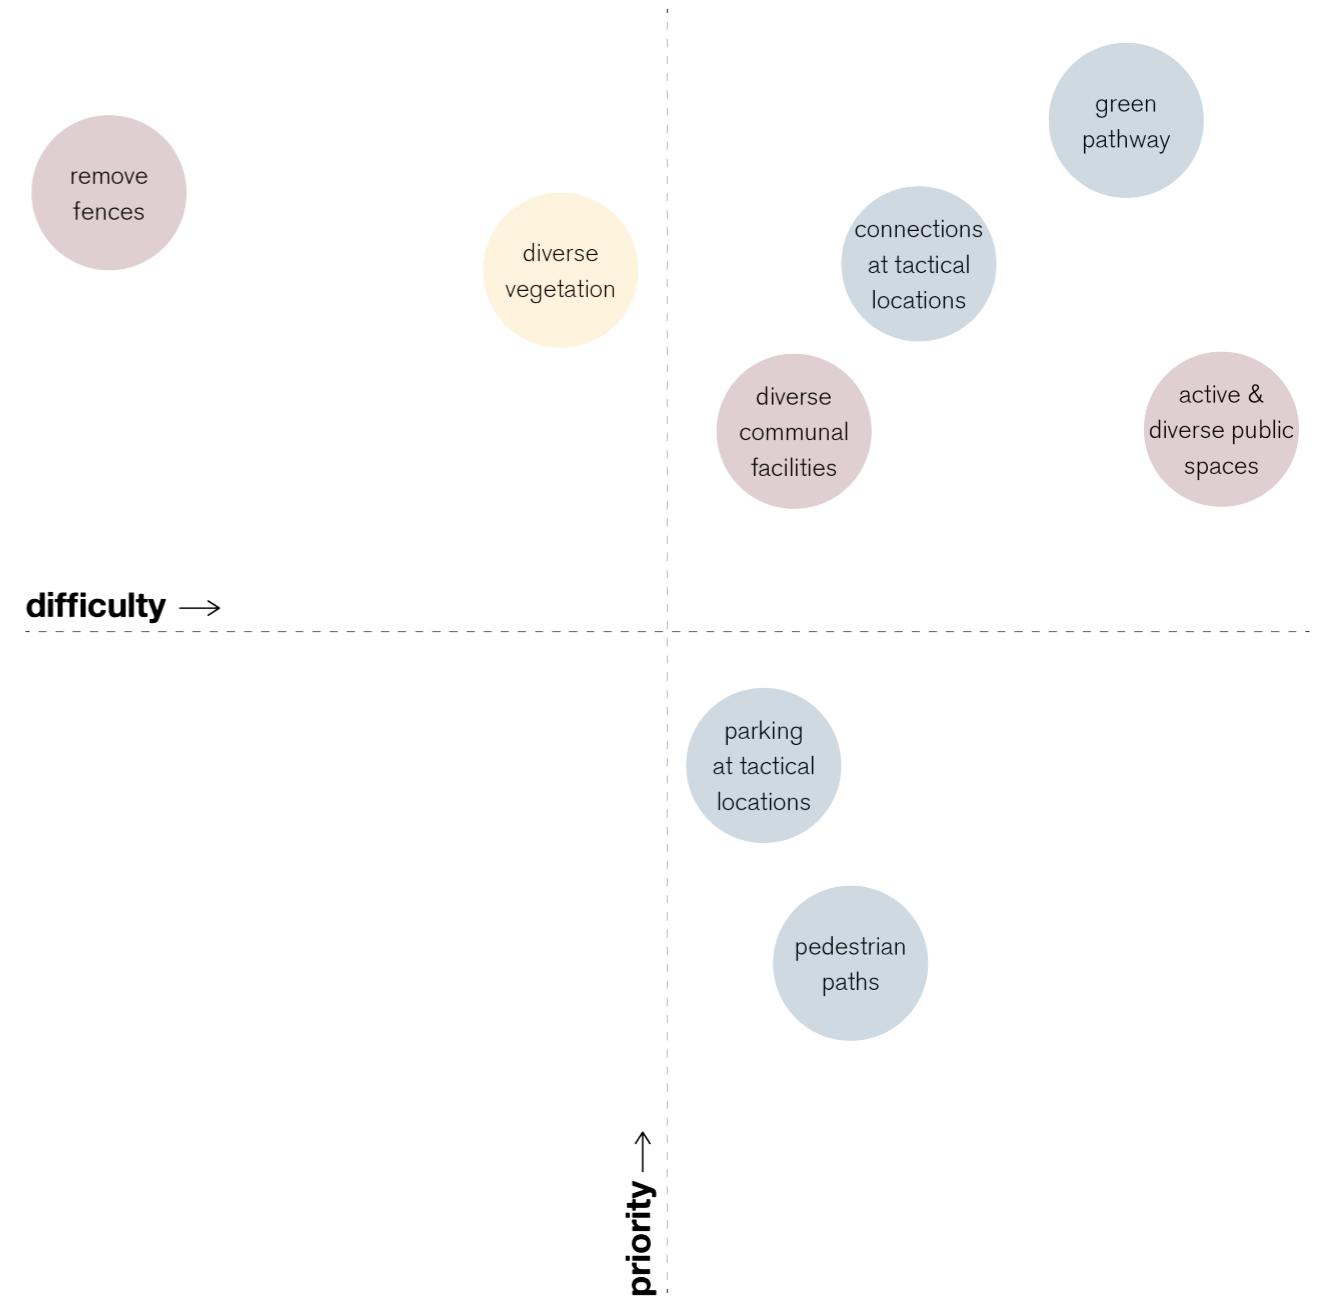 green
pathway
remove
fences
connections
at tactical
locations
diverse
vegetation
diverse
communal
facilities
active &
diverse public
spaces
difficulty
parking
at tactical
locations
pedestrian
paths
priority